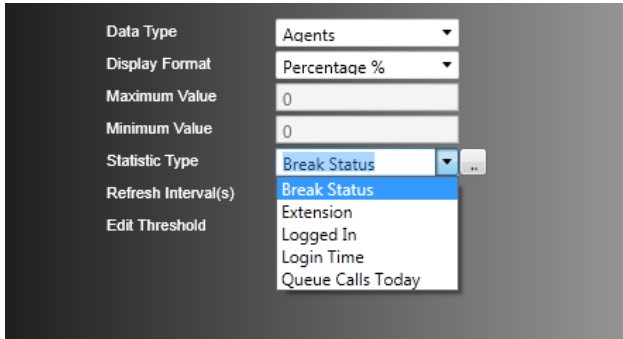 Data Type Agents
Display Format Percentage %
Maximum Value 0
Minimum Value 0
Statistic Type Break Status ..
Refresh Interval(s) Break Status
Extension
Edit Threshold Logged In
Login Time
Queue Calls Today